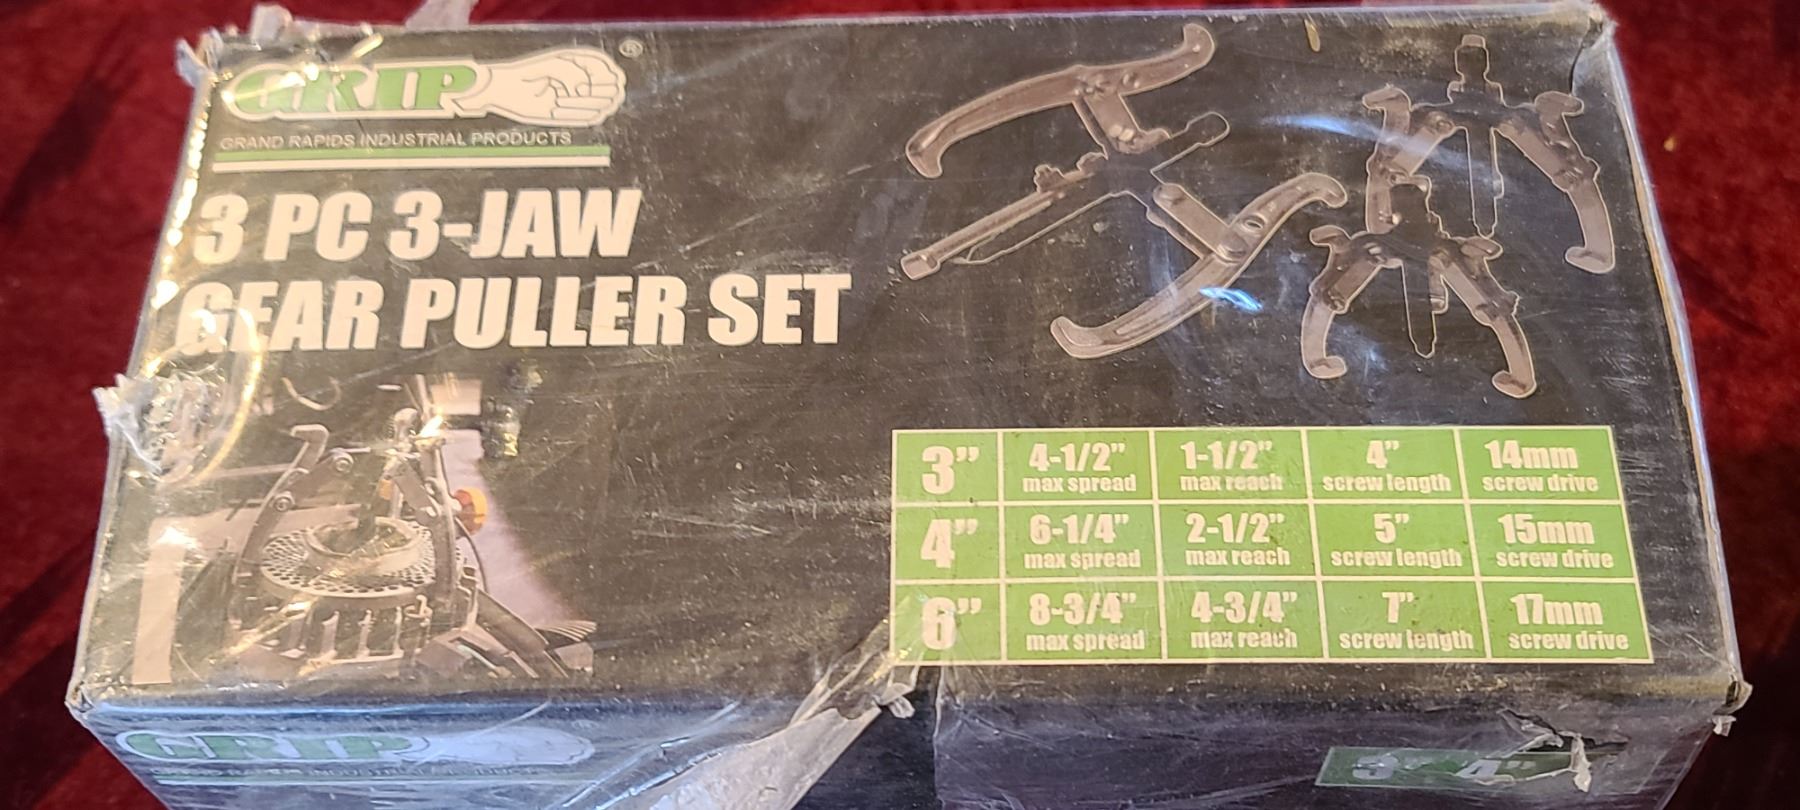 GRIP®
GRAND RAPIDS INDUSTRIAL PRODUCTS
3 PC 3-JAW
GEAR PULLER SET
3” 4-1/2” 1-1/2” 4” 14mm
max spread max reach screw length screw drive
4” 6-1/4” 2-1/2” 5” 15mm
max spread max reach screw length screw drive
6” 8-3/4” 4-3/4” 7” 17mm
max spread max reach screw length screw drive
GRIP
3” 4”